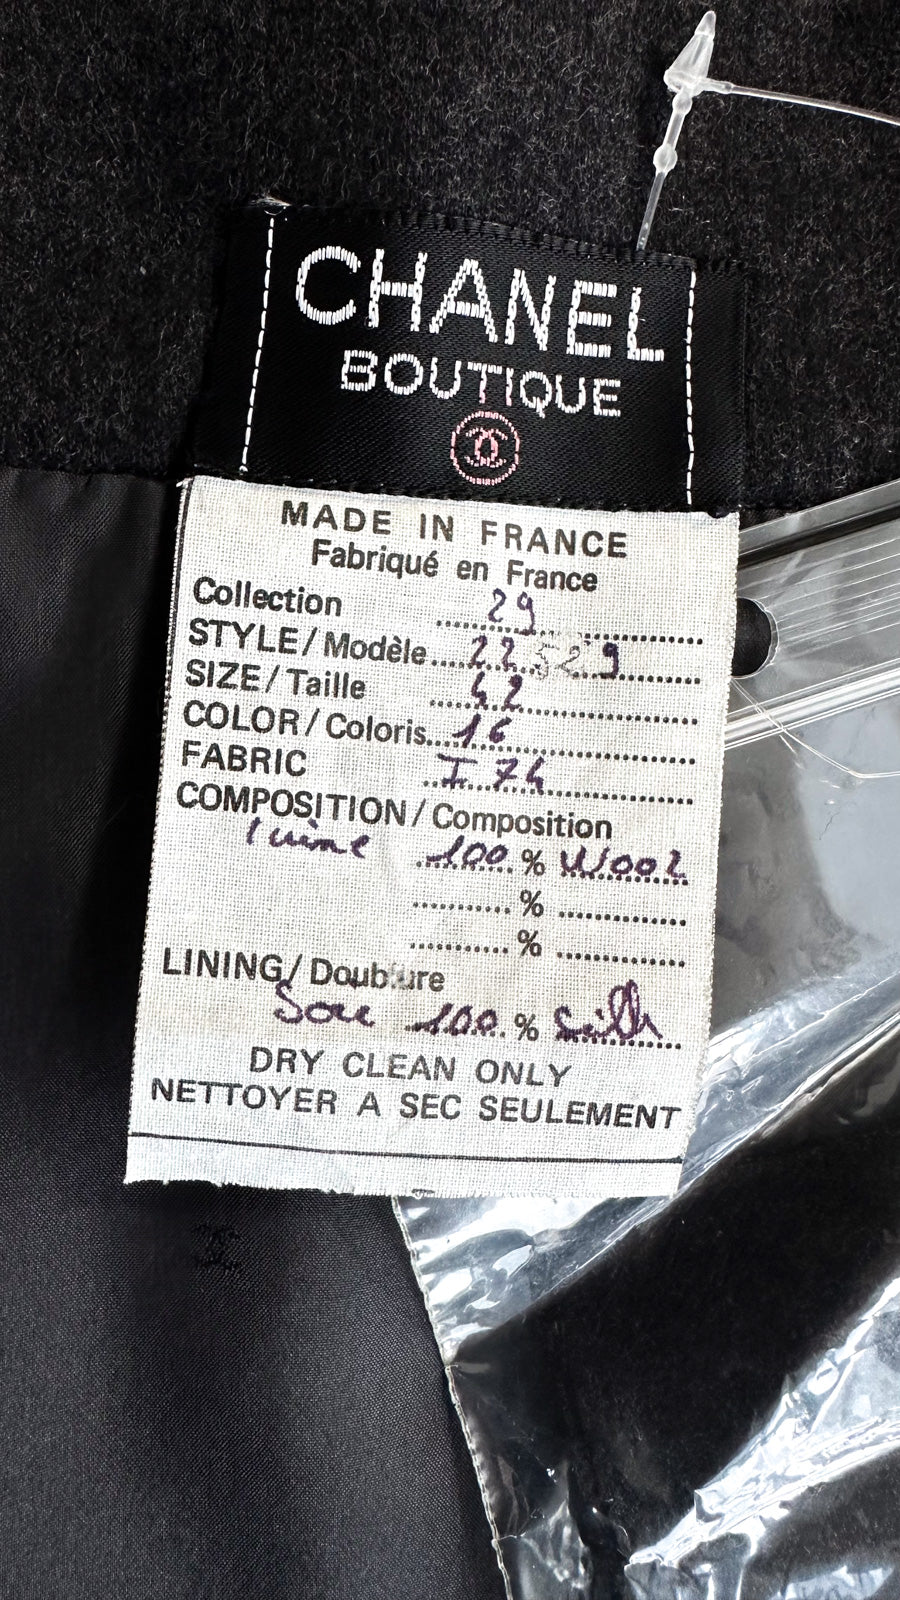 CHANEL
BOUTIQUE
MADE IN FRANCE
Fabriqué en France
Collection 29
STYLE/Modèle 22529
SIZE/Taille 42
COLOR/Coloris 16
FABRIC I 74
COMPOSITION/Composition
100 % Wool
%
%
LINING/Doublure
Soie 100 % Silk
DRY CLEAN ONLY
NETTOYER A SEC SEULEMENT